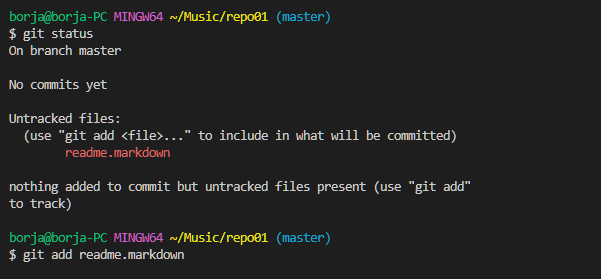 borja@borja-PC MINGW64 ~/Music/repo01 (master)
$ git status
On branch master
No commits yet
Untracked files:
(use "git add <file>..." to include in what will be committed)
readme.markdown
nothing added to commit but untracked files present (use "git add"
to track)
borja@borja-PC MINGW64 ~/Music/repo01 (master)
$ git add readme.markdown